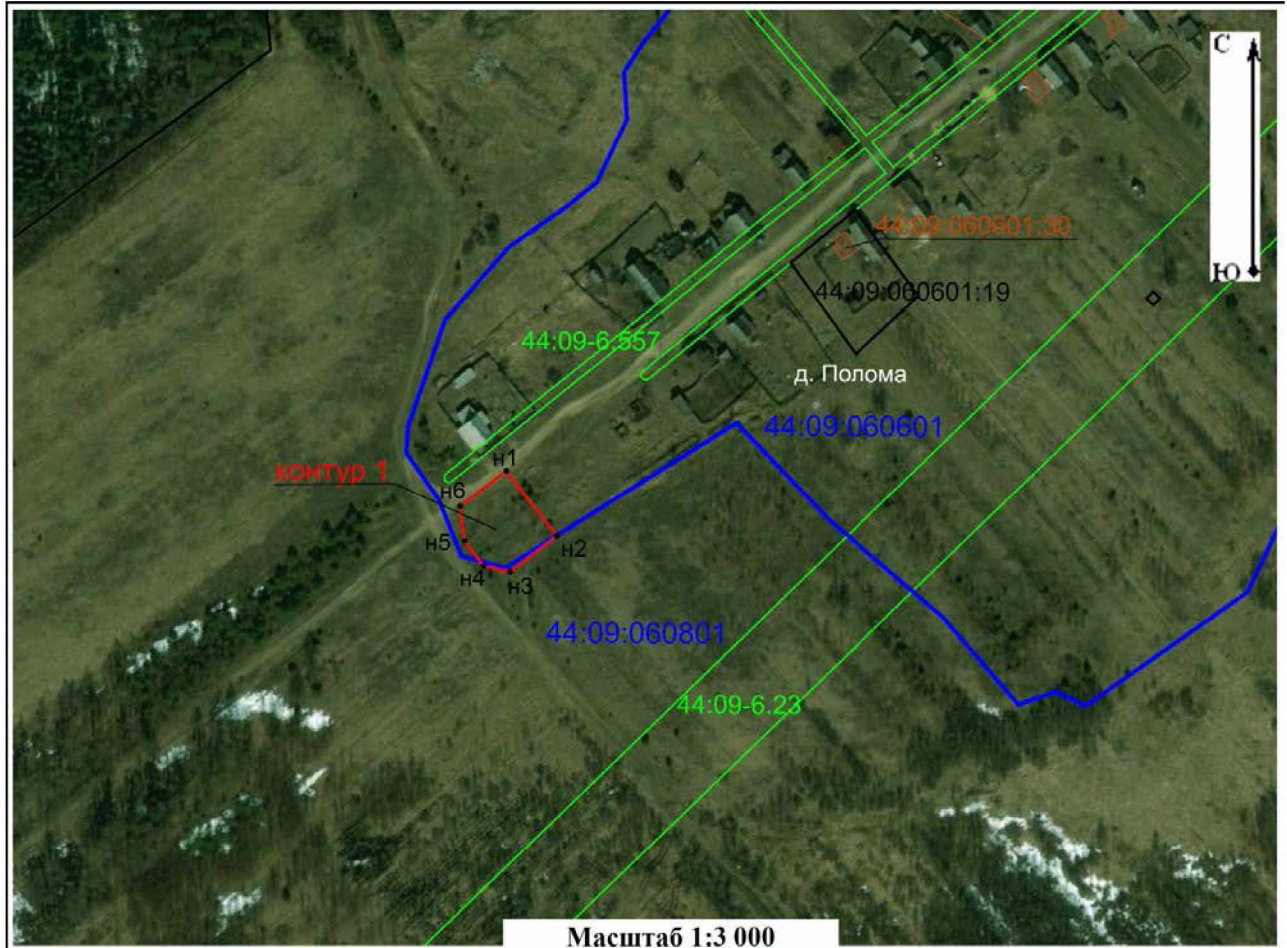 С
44:09:060601:30
44:09:060601:19
Ю
44:09-6.557
д. Полома
44:09:060601
н1
контур 1
н6
н5
н2
н4
н3
44:09:060801
44:09-6.23
Масштаб 1:3 000